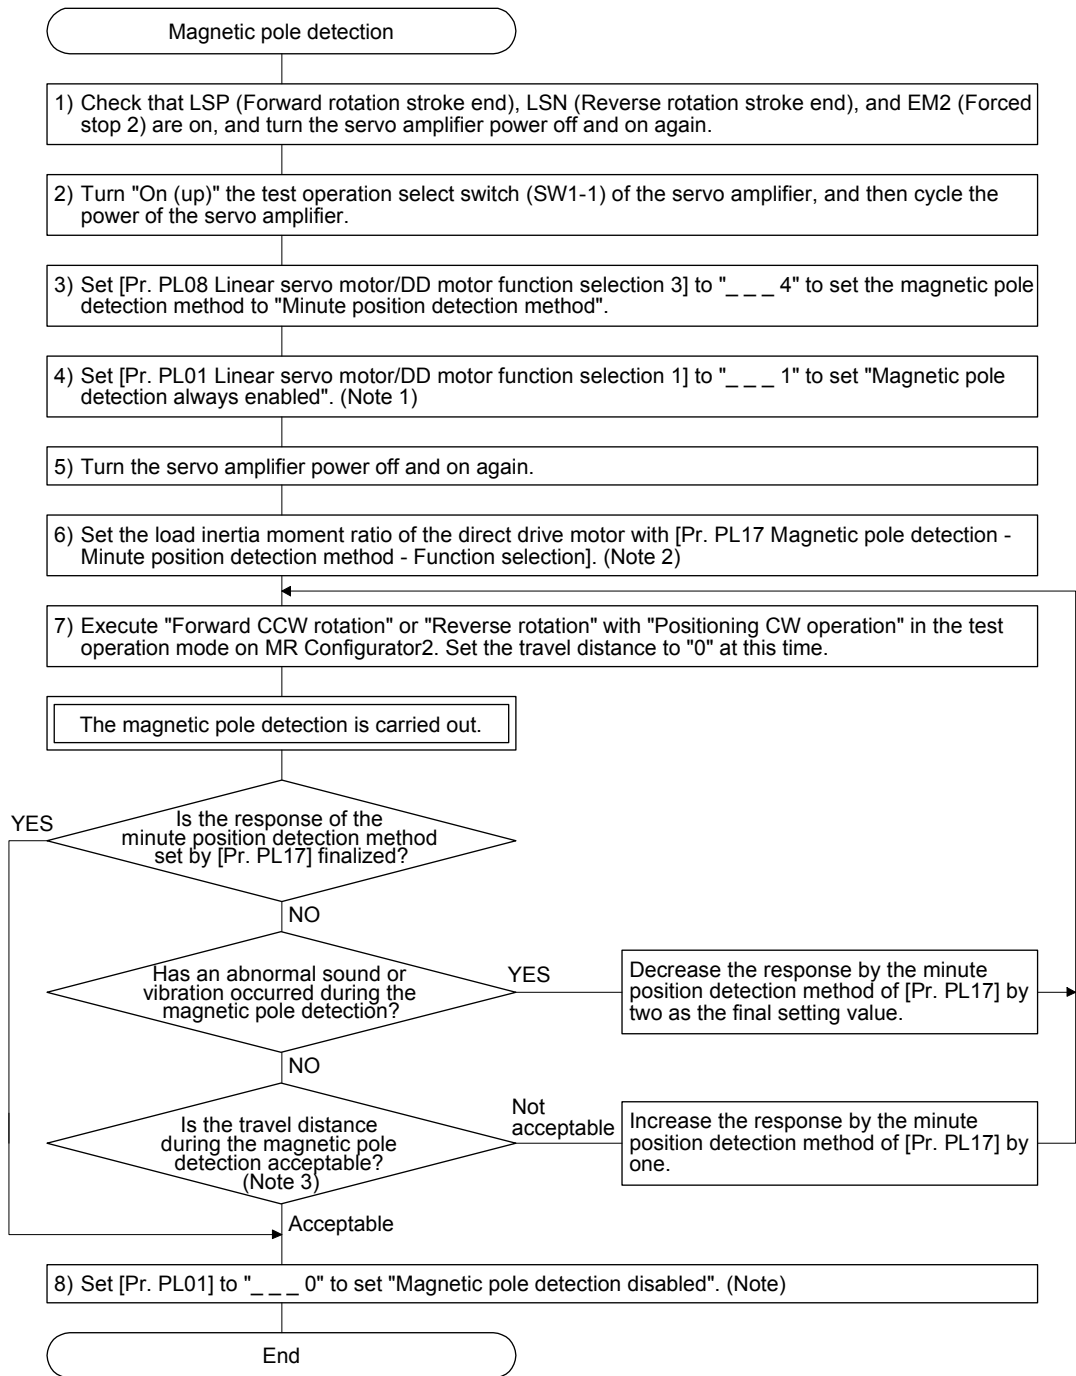 Magnetic pole detection
1) Check that LSP (Forward rotation stroke end), LSN (Reverse rotation stroke end), and EM2 (Forced
stop 2) are on, and turn the servo amplifier power off and on again.
2) Turn "On (up)" the test operation select switch (SW1-1) of the servo amplifier, and then cycle the
power of the servo amplifier.
3) Set [Pr. PL08 Linear servo motor/DD motor function selection 3] to "_ _ _ 4" to set the magnetic pole
detection method to "Minute position detection method".
4) Set [Pr. PL01 Linear servo motor/DD motor function selection 1] to "_ _ _ 1" to set "Magnetic pole
detection always enabled". (Note 1)
5) Turn the servo amplifier power off and on again.
6) Set the load inertia moment ratio of the direct drive motor with [Pr. PL17 Magnetic pole detection -
Minute position detection method - Function selection]. (Note 2)
7) Execute "Forward CCW rotation" or "Reverse rotation" with "Positioning CW operation" in the test
operation mode on MR Configurator2. Set the travel distance to "0" at this time.
The magnetic pole detection is carried out.
Is the response of the
minute position detection method
set by [Pr. PL17] finalized?
YES
NO
Has an abnormal sound or
vibration occurred during the
magnetic pole detection?
YES
Decrease the response by the minute
position detection method of [Pr. PL17] by
two as the final setting value.
NO
Is the travel distance
during the magnetic pole
detection acceptable?
(Note 3)
Not
acceptable
Increase the response by the minute
position detection method of [Pr. PL17] by
one.
Acceptable
8) Set [Pr. PL01] to "_ _ _ 0" to set "Magnetic pole detection disabled". (Note)
End